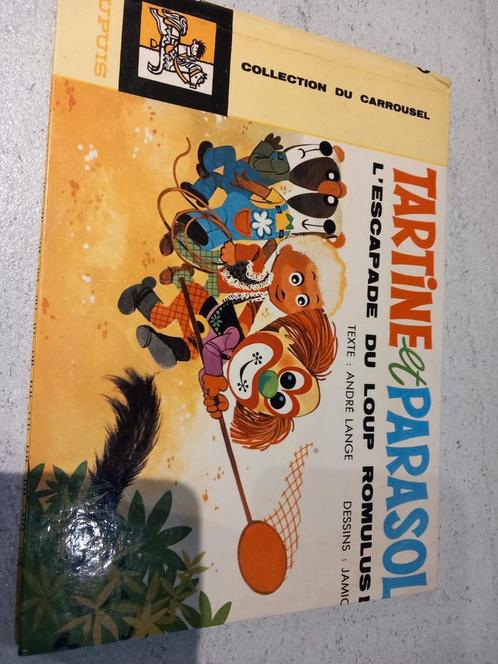 DUPUIS
COLLECTION DU CARROUSEL
TARTINE et PARASOL
L'ESCAPADE DU LOUP ROMULUS I
TEXTE : ANDRÉ LANGE
DESSINS : JAMIC